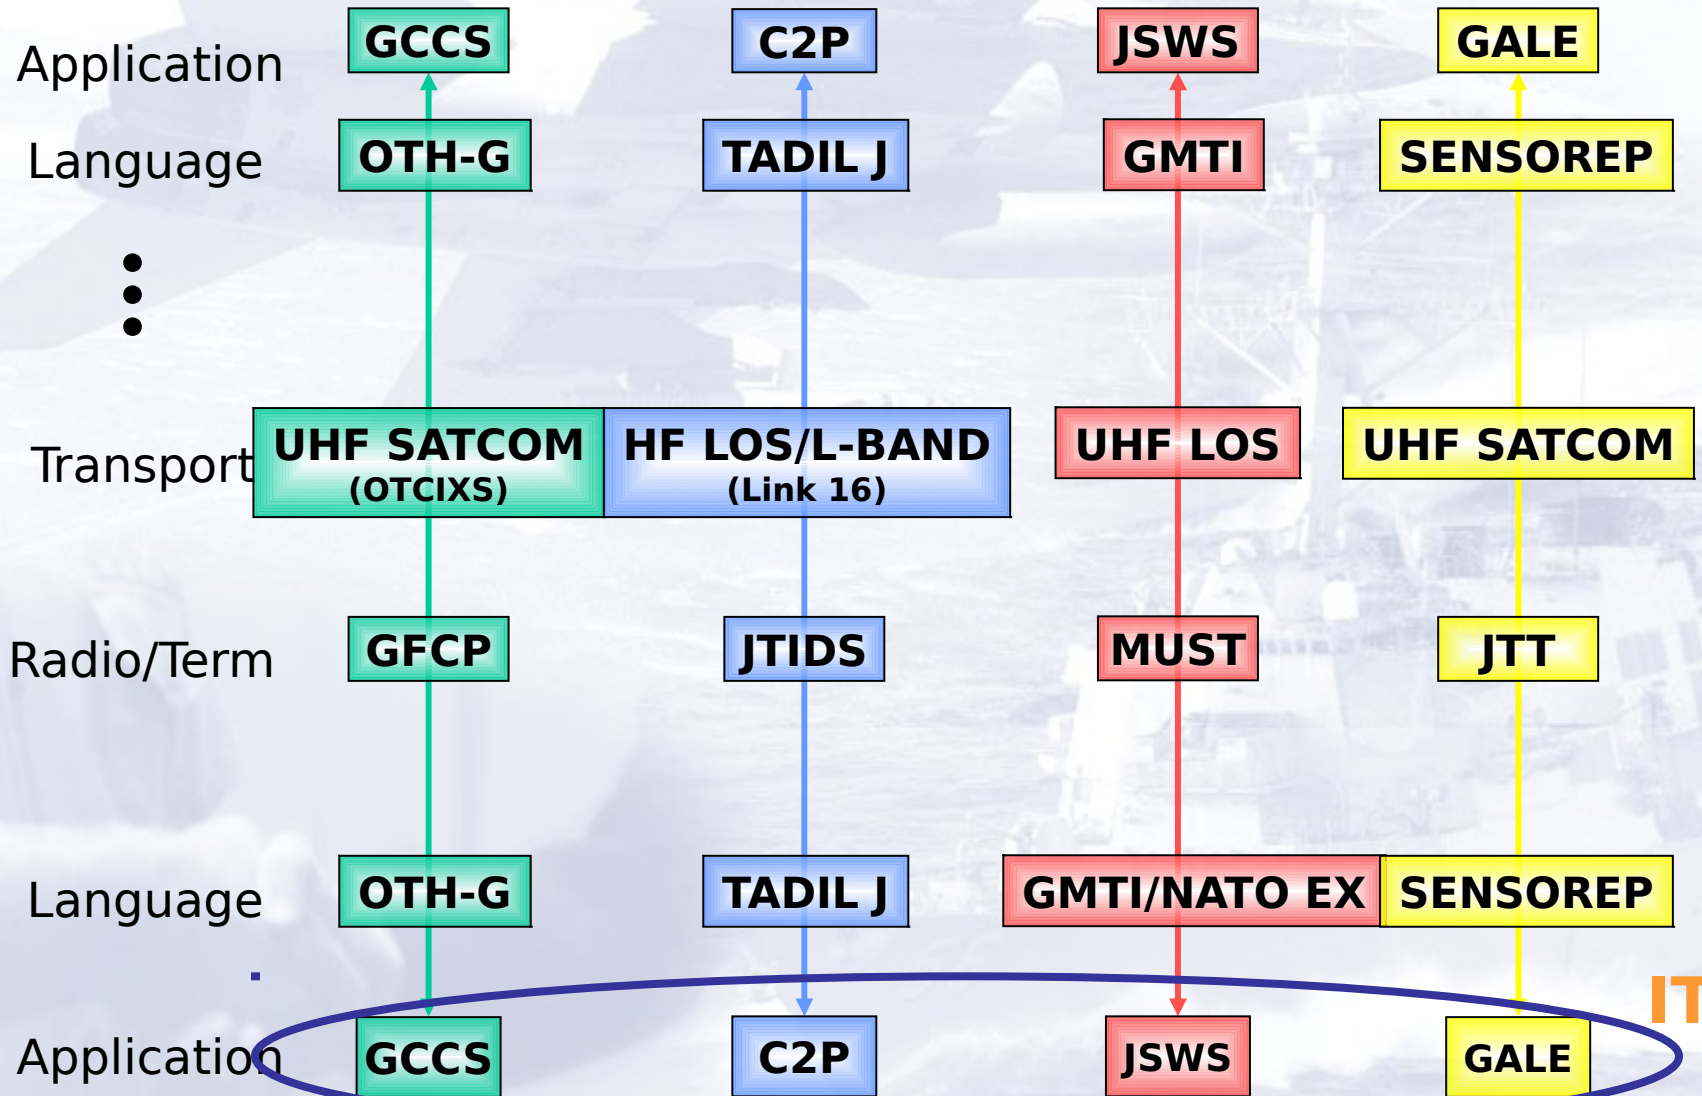 Application GCCS C2P JSWS GALE
Language OTH-G TADIL J GMTI SENSOREP
Transport UHF SATCOM HF LOS/L-BAND UHF LOS UHF SATCOM
(OTCIXS) (Link 16)
Radio/Term GFCP JTIDS MUST JTT
Language OTH-G TADIL J GMTI/NATO EX SENSOREP
IT
Application GCCS C2P JSWS GALE